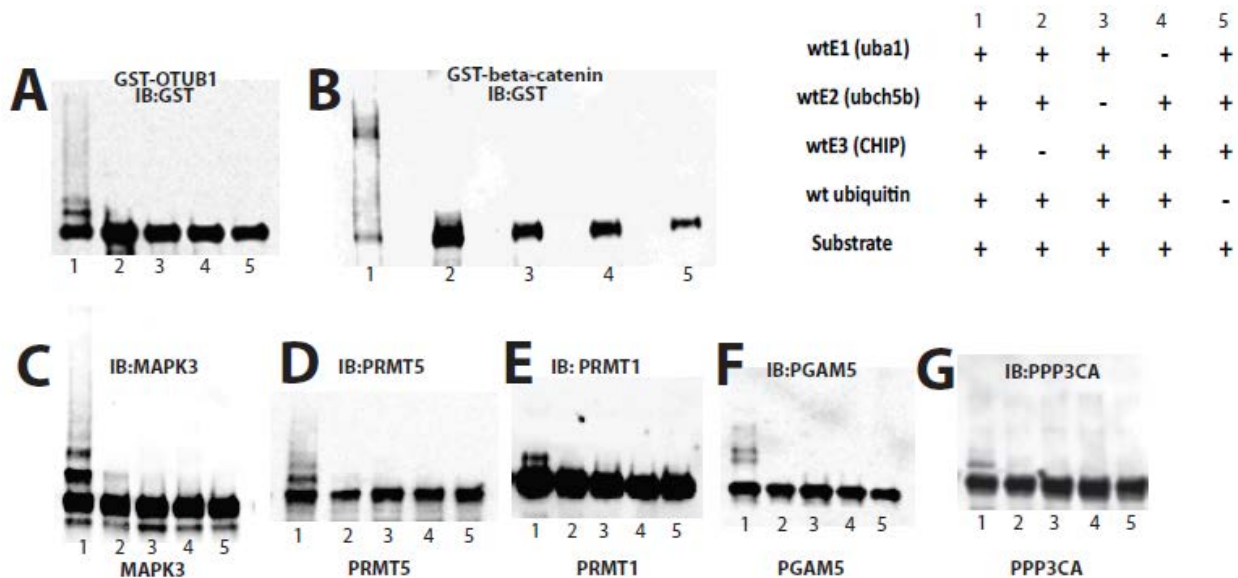 A
GST-OTUB1
IB:GST
1 2 3 4 5
B
GST-beta-catenin
IB:GST
1 2 3 4 5
1 2 3 4 5
wtE1 (uba1) + + + - +
wtE2 (ubch5b) + + - + +
wtE3 (CHIP) + - + + +
wt ubiquitin + + + + -
Substrate + + + + +
C
IB:MAPK3
1 2 3 4 5
MAPK3
D
IB:PRMT5
1 2 3 4 5
PRMT5
E
IB: PRMT1
1 2 3 4 5
PRMT1
F
IB:PGAM5
1 2 3 4 5
PGAM5
G
IB:PPP3CA
1 2 3 4 5
PPP3CA